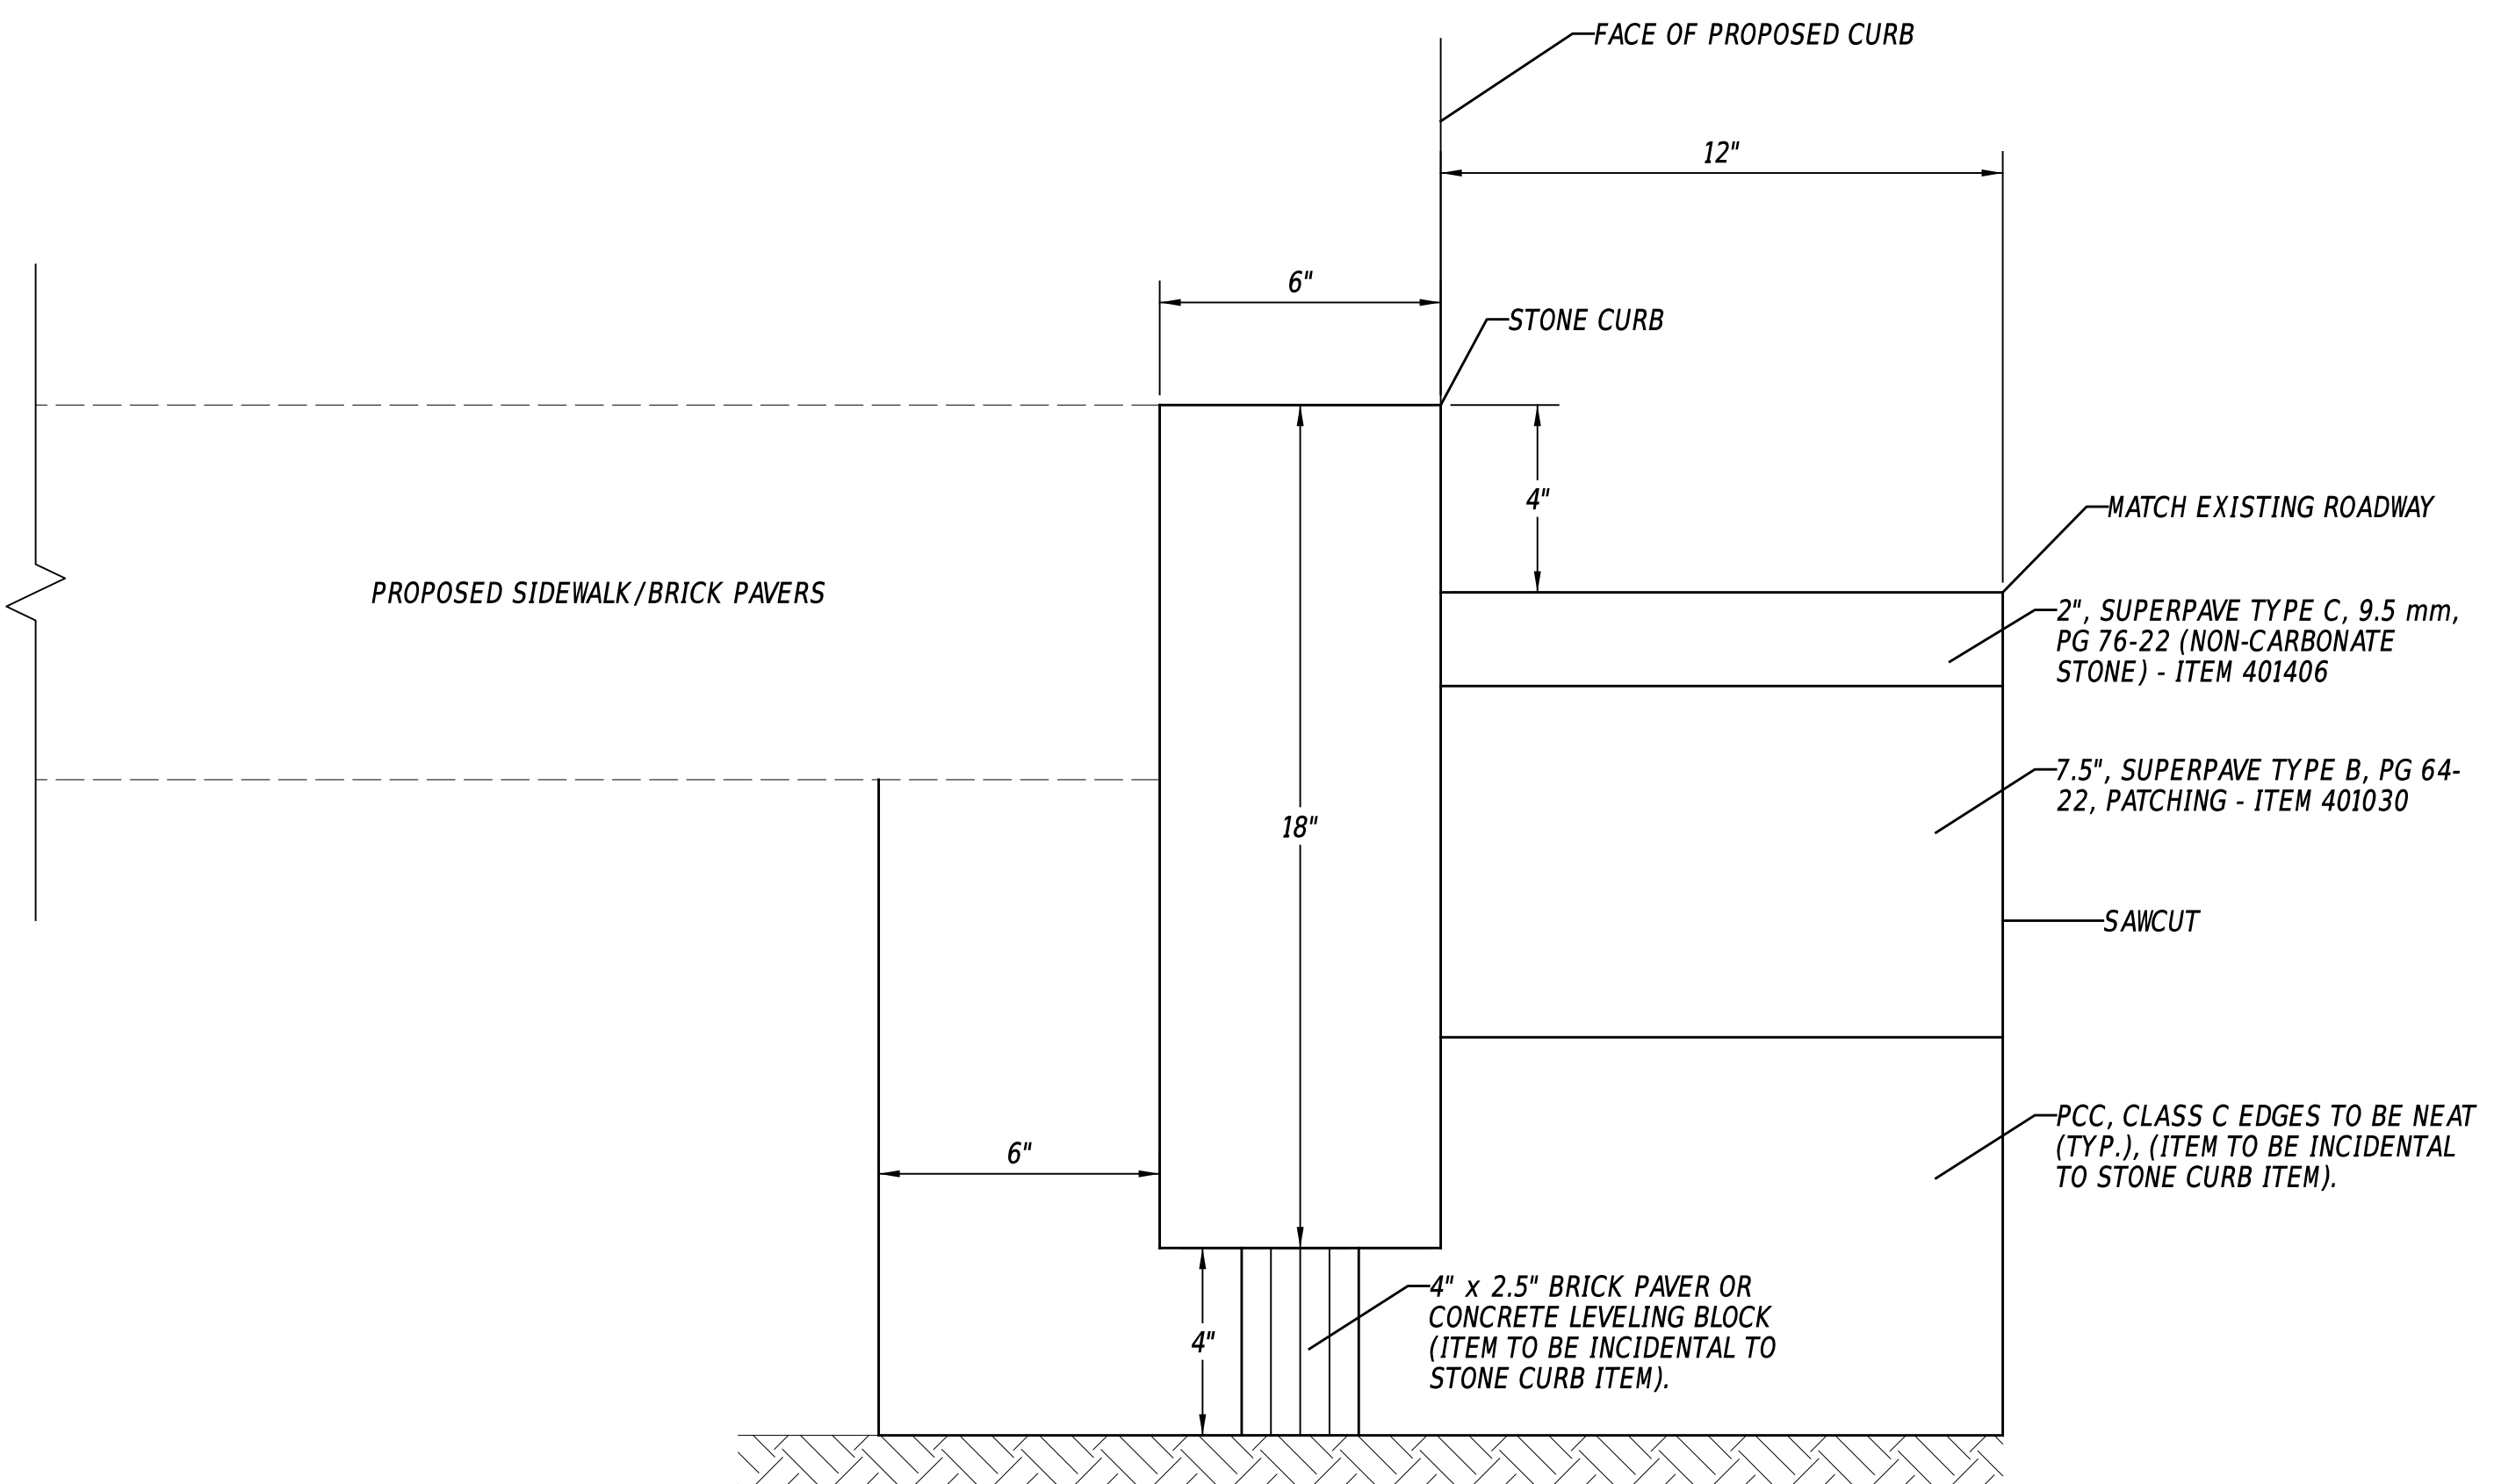 FACE OF PROPOSED CURB
12"
6"
STONE CURB
4"
MATCH EXISTING ROADWAY
PROPOSED SIDEWALK/BRICK PAVERS
2", SUPERPAVE TYPE C, 9.5 mm,
PG 76-22 (NON-CARBONATE
STONE) - ITEM 401406
7.5", SUPERPAVE TYPE B, PG 64-
22, PATCHING - ITEM 401030
18"
SAWCUT
PCC, CLASS C EDGES TO BE NEAT
(TYP.), (ITEM TO BE INCIDENTAL
TO STONE CURB ITEM).
6"
4" x 2.5" BRICK PAVER OR
CONCRETE LEVELING BLOCK
(ITEM TO BE INCIDENTAL TO
STONE CURB ITEM).
4"